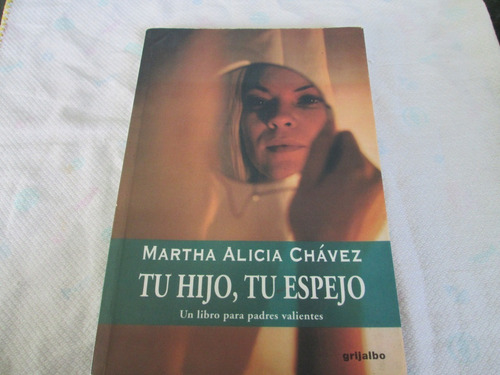 MARTHA ALICIA CHÁVEZ
TU HIJO, TU ESPEJO
Un libro para padres valientes
grijalbo